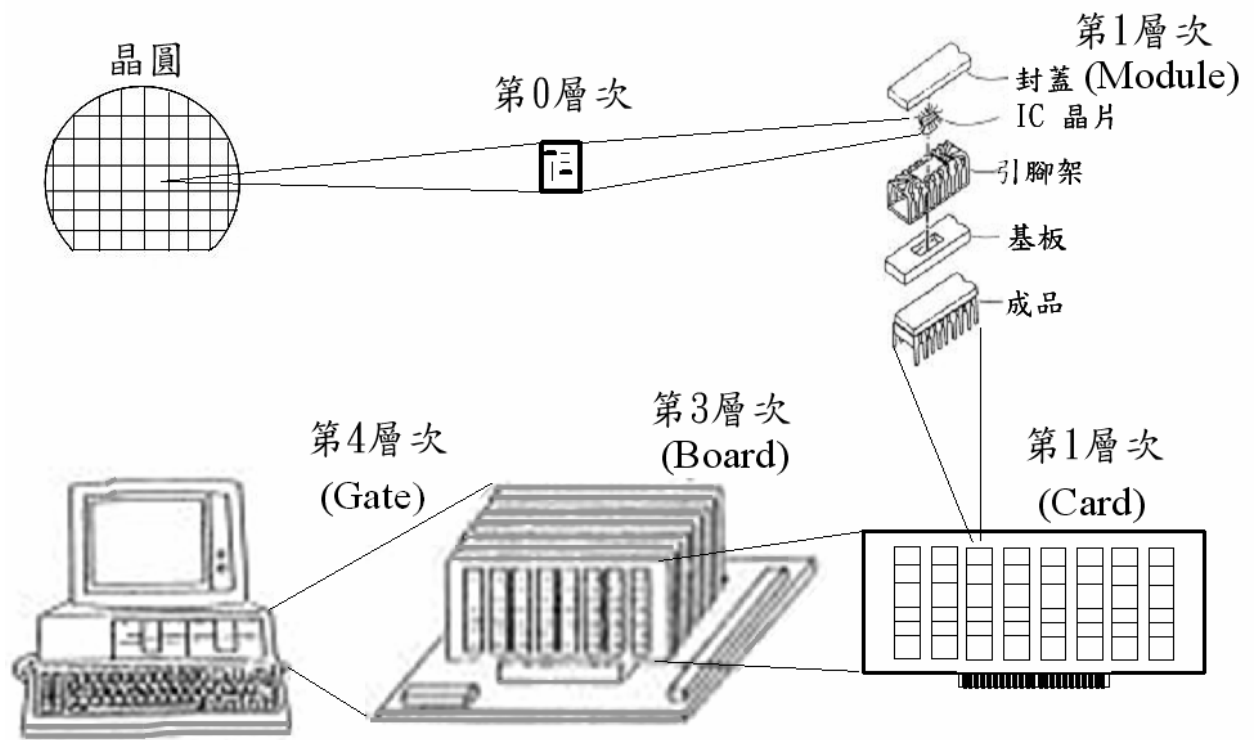 晶圓
第0層次
第1層次
封蓋 (Module)
IC 晶片
引腳架
基板
成品
第4層次
(Gate)
第3層次
(Board)
第1層次
(Card)